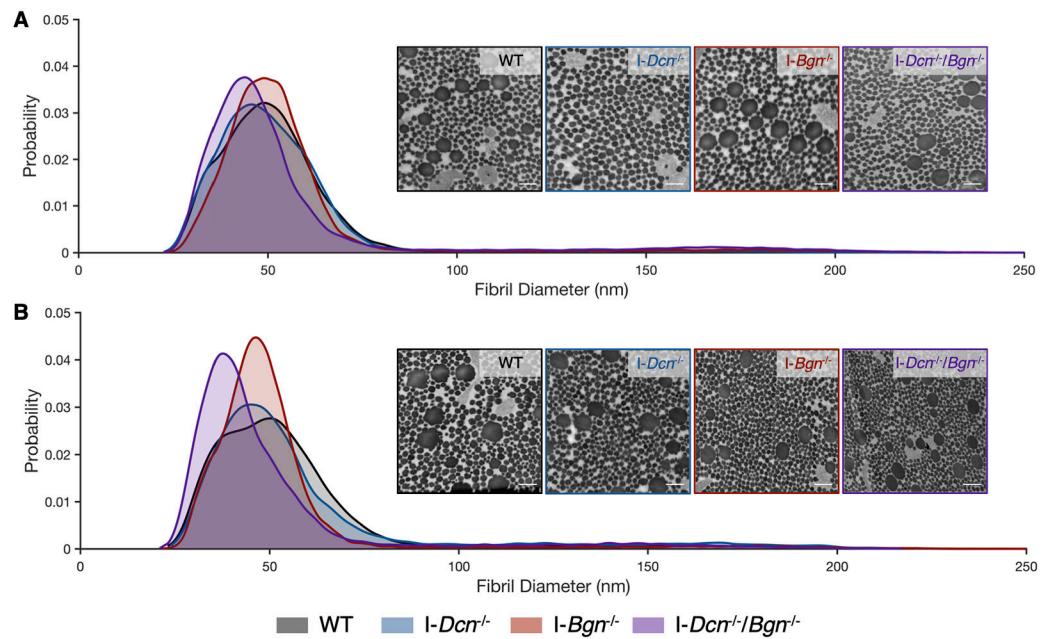 A
0.05
0.04
0.03
0.02
0.01
0
Probability
WT
I-Dcn⁻/⁻
I-Bgn⁻/⁻
I-Dcn⁻/⁻/Bgn⁻/⁻
0 50 100 150 200 250
Fibril Diameter (nm)
B
0.05
0.04
0.03
0.02
0.01
0
Probability
WT
I-Dcn⁻/⁻
I-Bgn⁻/⁻
I-Dcn⁻/⁻/Bgn⁻/⁻
0 50 100 150 200 250
Fibril Diameter (nm)
WT I-Dcn⁻/⁻ I-Bgn⁻/⁻ I-Dcn⁻/⁻/Bgn⁻/⁻